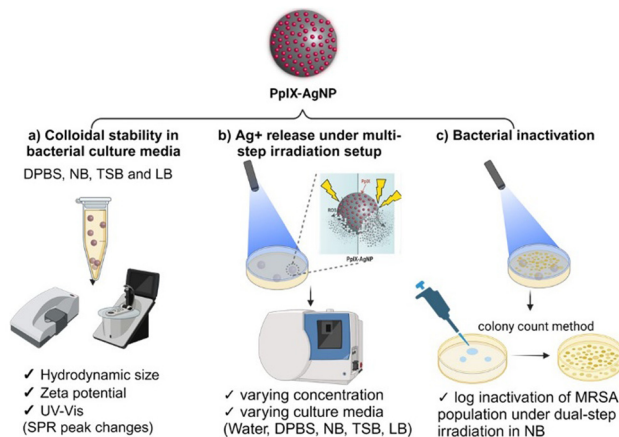 PpIX-AgNP
a) Colloidal stability in
bacterial culture media
DPBS, NB, TSB and LB
✓ Hydrodynamic size
✓ Zeta potential
✓ UV-Vis
(SPR peak changes)
b) Ag+ release under multi-
step irradiation setup
PpIX
ROS
PpIX-AgNP
✓ varying concentration
✓ varying culture media
(Water, DPBS, NB, TSB, LB)
c) Bacterial inactivation
colony count method
✓ log inactivation of MRSA
population under dual-step
irradiation in NB